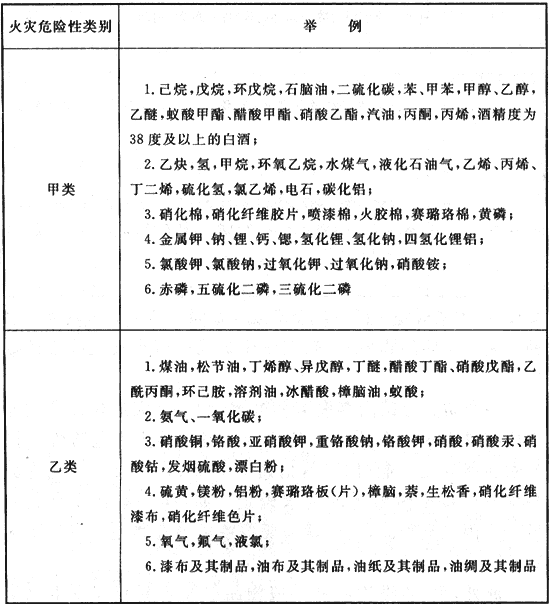 火灾危险性类别
举 例
甲类
1.己烷,戊烷,环戊烷,石脑油,二硫化碳、苯、甲苯,甲醇、乙醇,
乙醚,蚁酸甲酯、醋酸甲酯、硝酸乙酯,汽油,丙酮,丙烯,酒精度为
38度及以上的白酒;
2.乙炔,氢,甲烷,环氧乙烷,水煤气,液化石油气,乙烯、丙烯、
丁二烯,硫化氢,氯乙烯,电石,碳化铝;
3.硝化棉,硝化纤维胶片,喷漆棉,火胶棉,赛璐珞棉,黄磷;
4.金属钾、钠、锂、钙、锶,氢化锂、氢化钠,四氢化锂铝;
5.氯酸钾、氯酸钠,过氧化钾、过氧化钠,硝酸铵;
6.赤磷,五硫化二磷,三硫化二磷
乙类
1.煤油,松节油,丁烯醇、异戊醇,丁醚,醋酸丁酯、硝酸戊酯,乙
酰丙酮,环己胺,溶剂油,冰醋酸,樟脑油,蚁酸;
2.氨气、一氧化碳;
3.硝酸铜,铬酸,亚硝酸钾,重铬酸钠,铬酸钾,硝酸,硝酸汞、硝
酸钴,发烟硫酸,漂白粉;
4.硫黄,镁粉,铝粉,赛璐珞板(片),樟脑,萘,生松香,硝化纤维
漆布,硝化纤维色片;
5.氧气,氟气,液氯;
6.漆布及其制品,油布及其制品,油纸及其制品,油绸及其制品